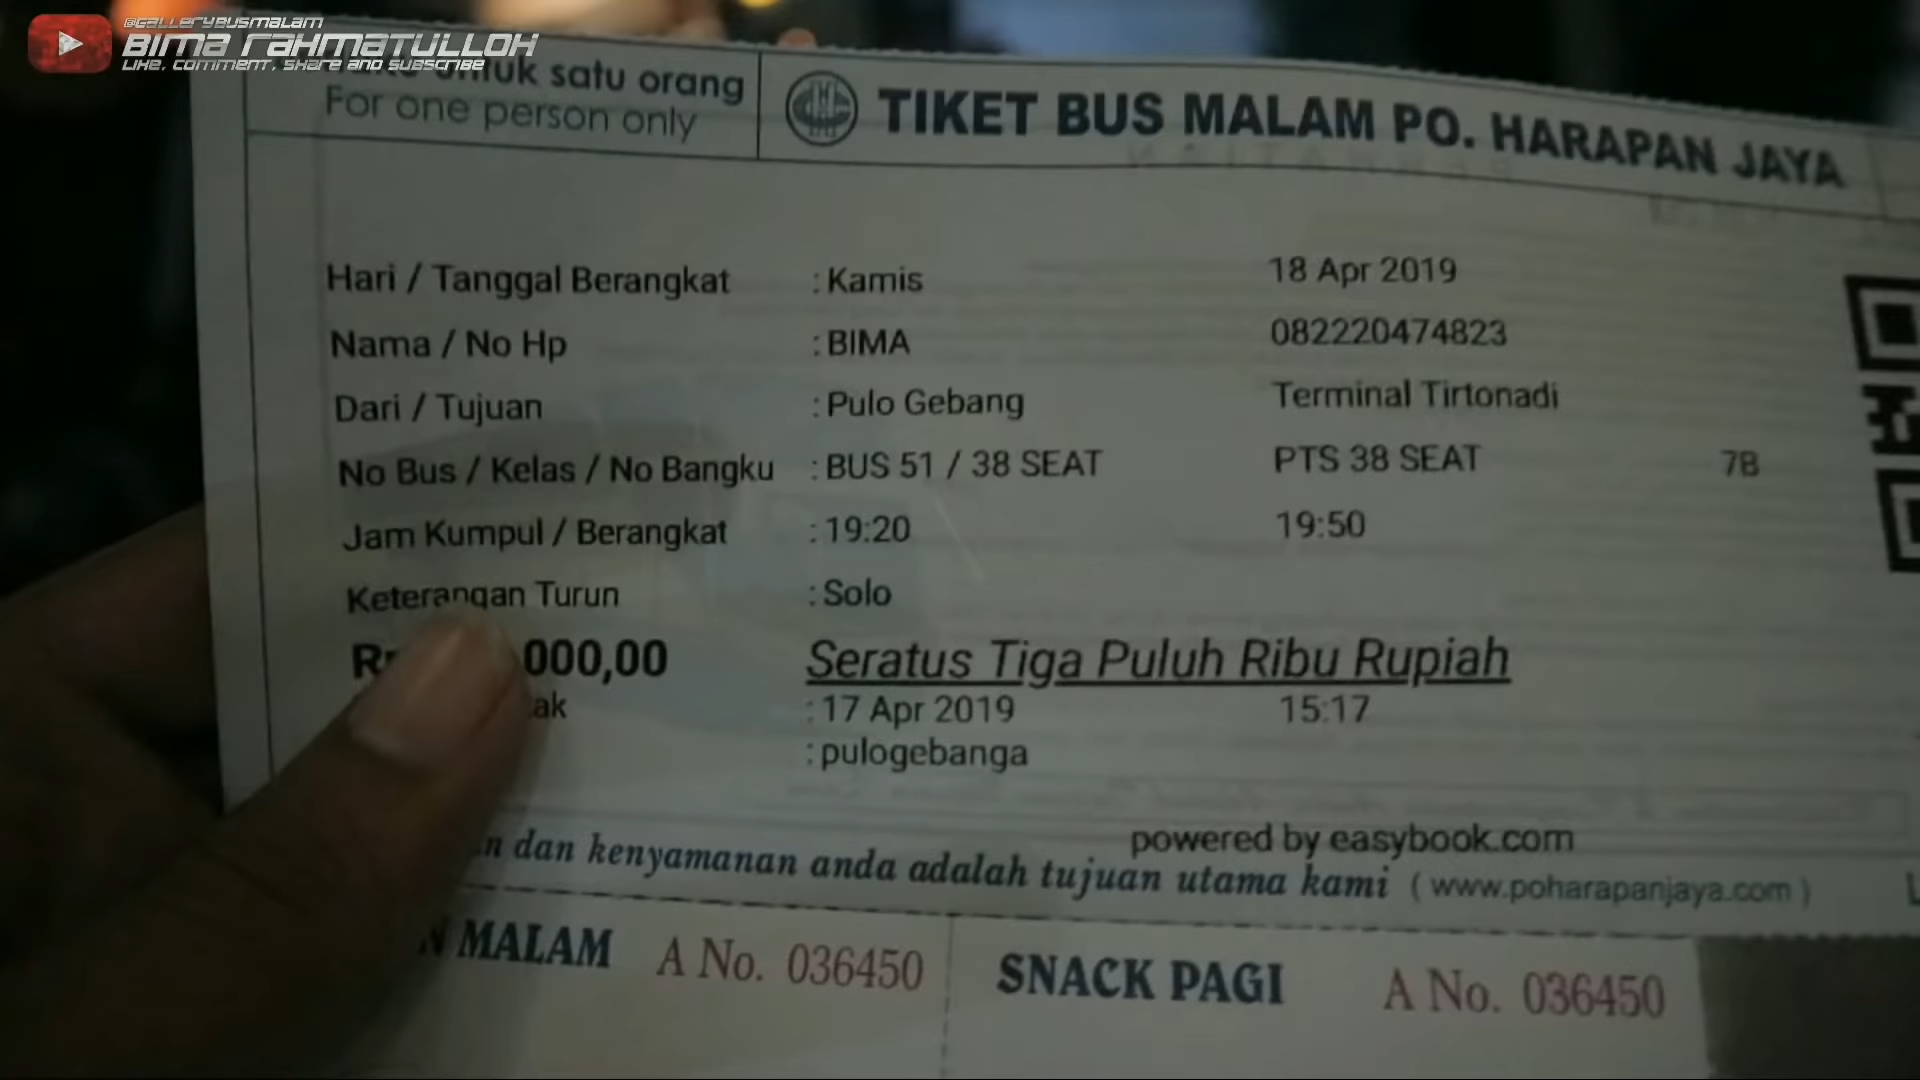 @GALLERYBUSMALAM
BIMA RAHMATULLOH
LIKE, COMMENT, SHARE AND SUBSCRIBE
untuk satu orang
For one person only
TIKET BUS MALAM PO. HARAPAN JAYA
Hari / Tanggal Berangkat : Kamis 18 Apr 2019
Nama / No Hp : BIMA 082220474823
Dari / Tujuan : Pulo Gebang Terminal Tirtonadi
No Bus / Kelas / No Bangku : BUS 51 / 38 SEAT PTS 38 SEAT 7B
Jam Kumpul / Berangkat : 19:20 19:50
Keterangan Turun : Solo
000,00 Seratus Tiga Puluh Ribu Rupiah
: 17 Apr 2019 15:17
: pulogebanga
powered by easybook.com
dan kenyamanan anda adalah tujuan utama kami ( www.poharapanjaya.com )
MALAM A No. 036450 SNACK PAGI A No. 036450